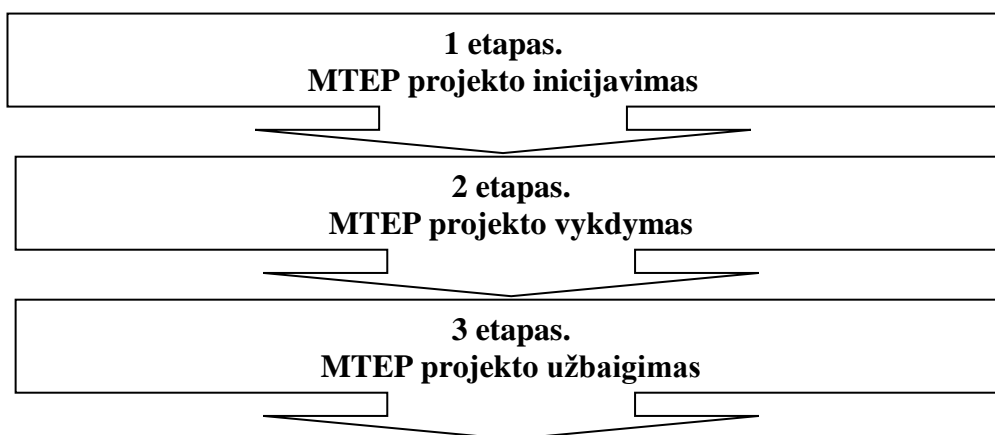 1 etapas.
MTEP projekto inicijavimas
2 etapas.
MTEP projekto vykdymas
3 etapas.
MTEP projekto užbaigimas